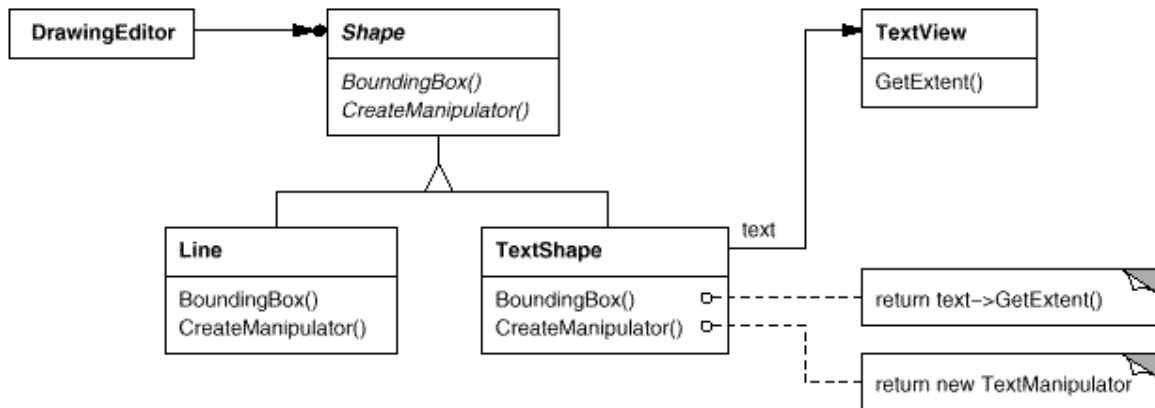 DrawingEditor
Shape
BoundingBox()
CreateManipulator()
TextView
GetExtent()
Line
BoundingBox()
CreateManipulator()
TextShape
BoundingBox()
CreateManipulator()
text
return text->GetExtent()
return new TextManipulator